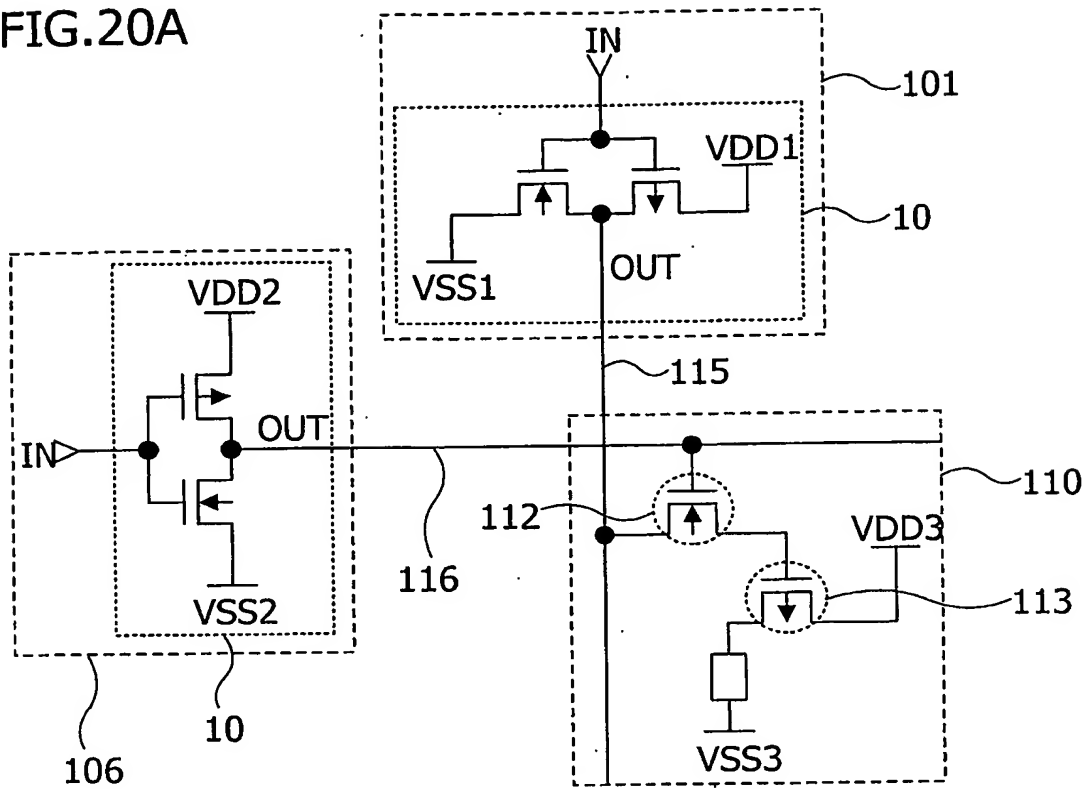 FIG.20A
IN
101
VDD1
10
OUT
VSS1
VDD2
115
IN
OUT
110
112
VDD3
116
113
VSS2
10
VSS3
106